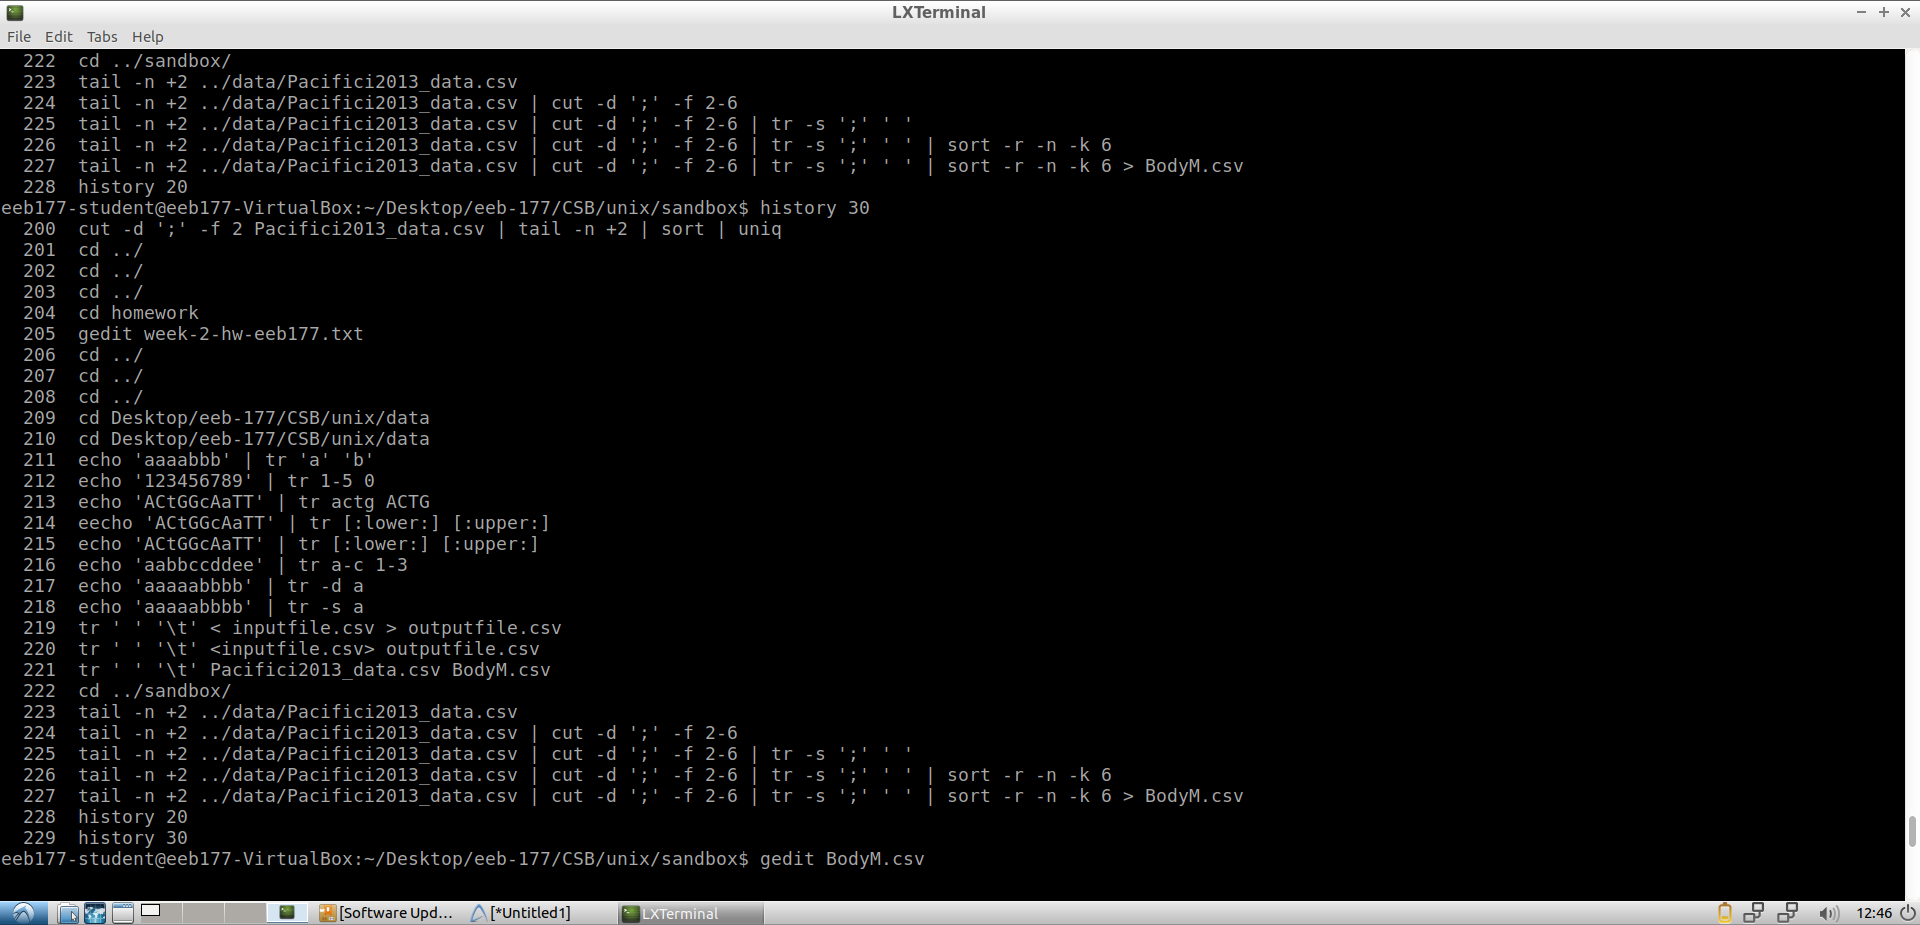 LXTerminal
File Edit Tabs Help
222 cd ../sandbox/
223 tail -n +2 ../data/Pacifici2013_data.csv
224 tail -n +2 ../data/Pacifici2013_data.csv | cut -d ';' -f 2-6
225 tail -n +2 ../data/Pacifici2013_data.csv | cut -d ';' -f 2-6 | tr -s ';' ' '
226 tail -n +2 ../data/Pacifici2013_data.csv | cut -d ';' -f 2-6 | tr -s ';' ' ' | sort -r -n -k 6
227 tail -n +2 ../data/Pacifici2013_data.csv | cut -d ';' -f 2-6 | tr -s ';' ' ' | sort -r -n -k 6 > BodyM.csv
228 history 20
eeb177-student@eeb177-VirtualBox:~/Desktop/eeb-177/CSB/unix/sandbox$ history 30
200 cut -d ';' -f 2 Pacifici2013_data.csv | tail -n +2 | sort | uniq
201 cd ../
202 cd ../
203 cd ../
204 cd homework
205 gedit week-2-hw-eeb177.txt
206 cd ../
207 cd ../
208 cd ../
209 cd Desktop/eeb-177/CSB/unix/data
210 cd Desktop/eeb-177/CSB/unix/data
211 echo 'aaaabbb' | tr 'a' 'b'
212 echo '123456789' | tr 1-5 0
213 echo 'ACtGGcAaTT' | tr actg ACTG
214 eecho 'ACtGGcAaTT' | tr [:lower:] [:upper:]
215 echo 'ACtGGcAaTT' | tr [:lower:] [:upper:]
216 echo 'aabbccddee' | tr a-c 1-3
217 echo 'aaaaabbbb' | tr -d a
218 echo 'aaaaabbbb' | tr -s a
219 tr ' ' '\t' < inputfile.csv > outputfile.csv
220 tr ' ' '\t' <inputfile.csv> outputfile.csv
221 tr ' ' '\t' Pacifici2013_data.csv BodyM.csv
222 cd ../sandbox/
223 tail -n +2 ../data/Pacifici2013_data.csv
224 tail -n +2 ../data/Pacifici2013_data.csv | cut -d ';' -f 2-6
225 tail -n +2 ../data/Pacifici2013_data.csv | cut -d ';' -f 2-6 | tr -s ';' ' '
226 tail -n +2 ../data/Pacifici2013_data.csv | cut -d ';' -f 2-6 | tr -s ';' ' ' | sort -r -n -k 6
227 tail -n +2 ../data/Pacifici2013_data.csv | cut -d ';' -f 2-6 | tr -s ';' ' ' | sort -r -n -k 6 > BodyM.csv
228 history 20
229 history 30
eeb177-student@eeb177-VirtualBox:~/Desktop/eeb-177/CSB/unix/sandbox$ gedit BodyM.csv
[Software Upd... [*Untitled1] LXTerminal 12:46